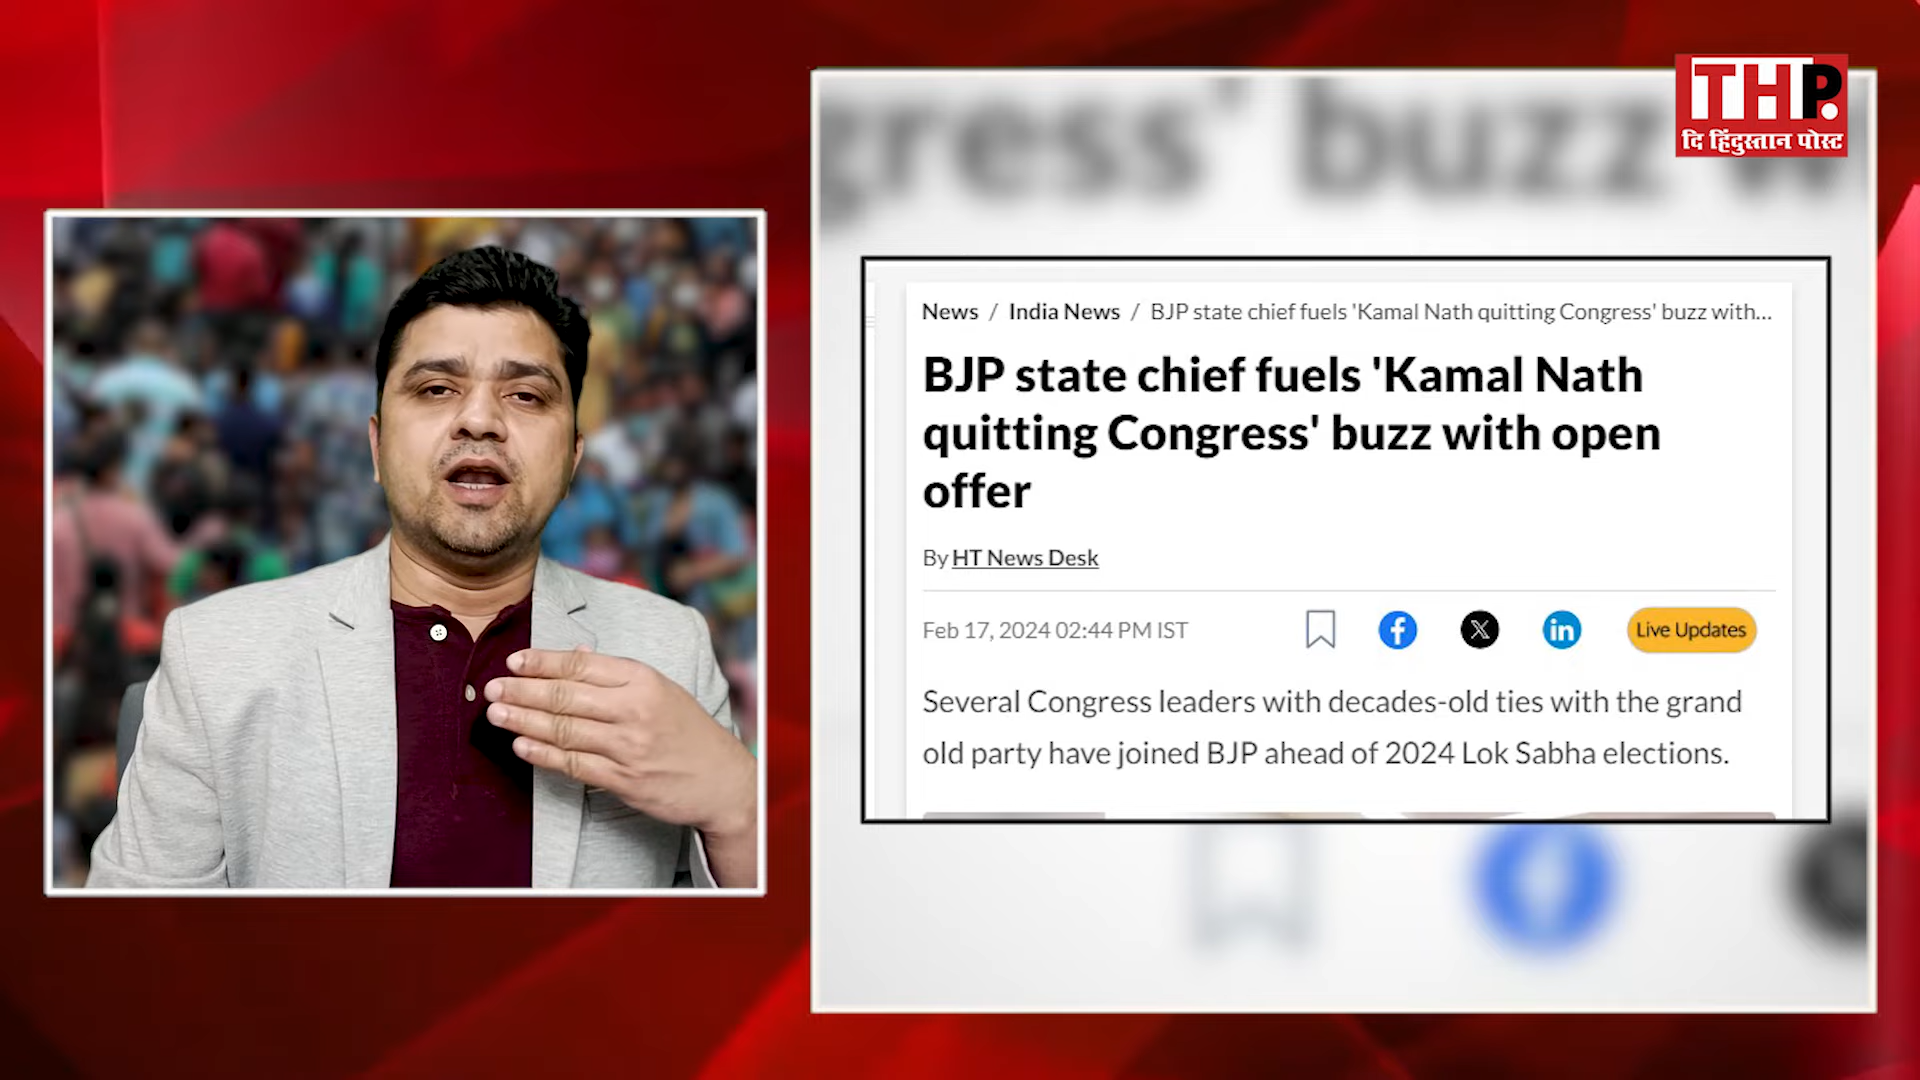 gress' buzz w
THP.
दि हिंदुस्तान पोस्ट
News / India News / BJP state chief fuels 'Kamal Nath quitting Congress' buzz with...
BJP state chief fuels 'Kamal Nath
quitting Congress' buzz with open
offer
By HT News Desk
Feb 17, 2024 02:44 PM IST
f
X
in
Live Updates
Several Congress leaders with decades-old ties with the grand
old party have joined BJP ahead of 2024 Lok Sabha elections.